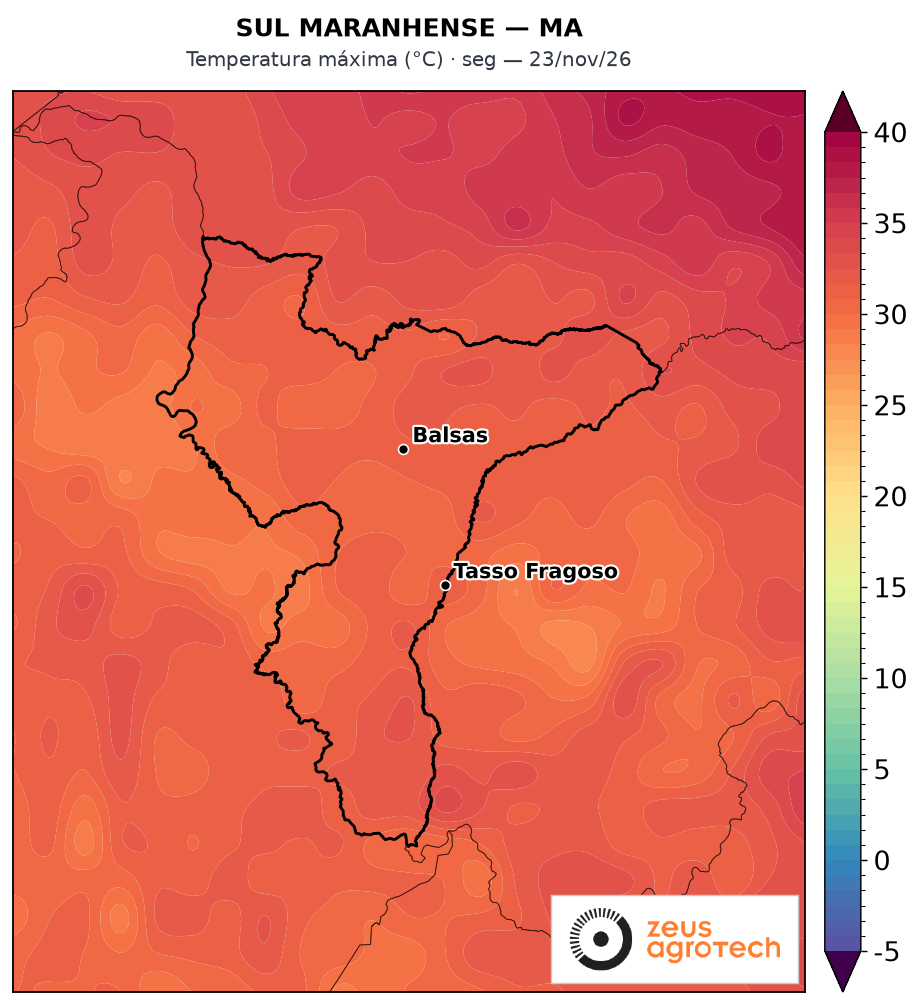 SUL MARANHENSE — MA
Temperatura máxima (°C) · seg — 23/nov/26
40
35
30
25
20
15
10
5
0
-5
Balsas
Tasso Fragoso
zeus
agrotech